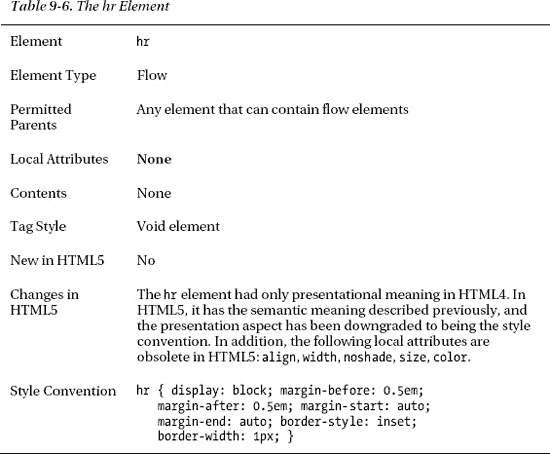 Table 9-6. The hr Element
Element hr
Element Type Flow
Permitted Any element that can contain flow elements
Parents
Local Attributes None
Contents None
Tag Style Void element
New in HTML5 No
Changes in The hr element had only presentational meaning in HTML4. In
HTML5 HTML5, it has the semantic meaning described previously, and
the presentation aspect has been downgraded to being the style
convention. In addition, the following local attributes are
obsolete in HTML5: align, width, noshade, size, color.
Style Convention hr { display: block; margin-before: 0.5em;
margin-after: 0.5em; margin-start: auto;
margin-end: auto; border-style: inset;
border-width: 1px; }